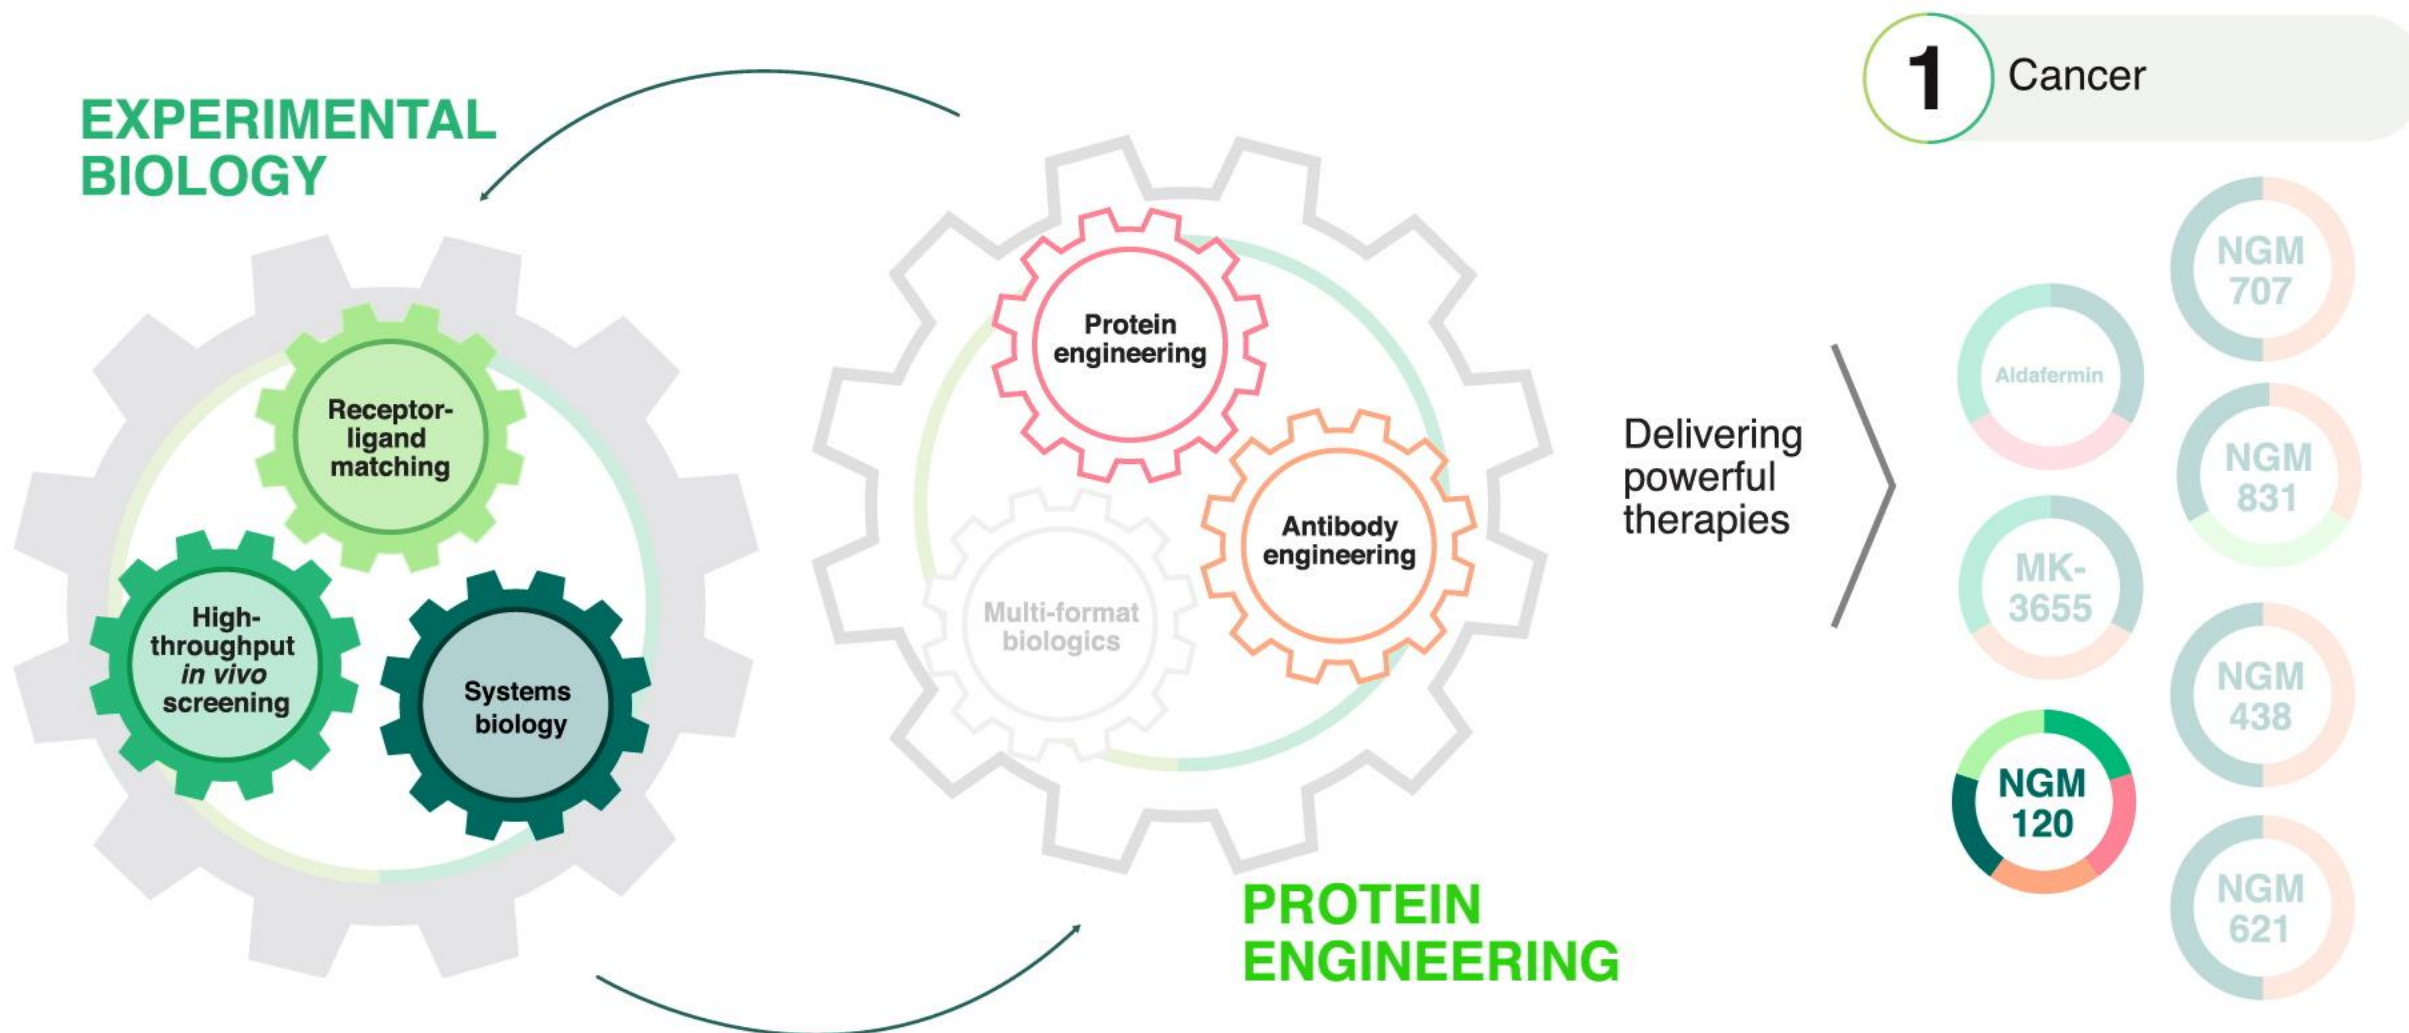 EXPERIMENTAL
BIOLOGY
Receptor-
ligand
matching
High-
throughput
in vivo
screening
Systems
biology
Protein
engineering
Antibody
engineering
Multi-format
biologics
PROTEIN
ENGINEERING
Delivering
powerful
therapies
1
Cancer
Aldafermin
MK-
3655
NGM
120
NGM
707
NGM
831
NGM
438
NGM
621